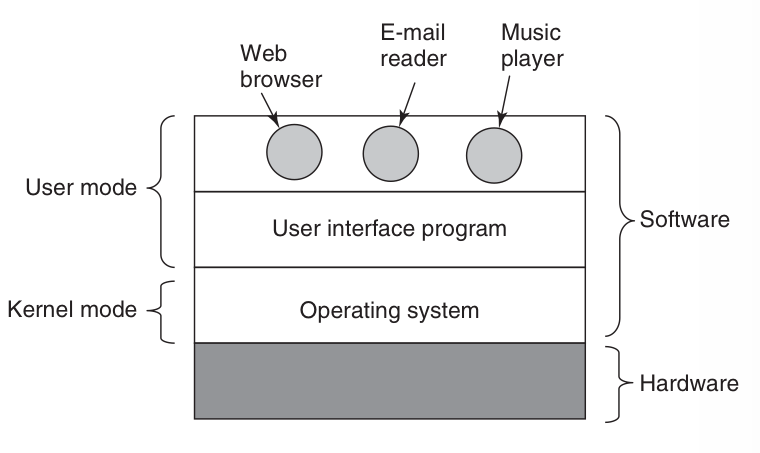 Web
browser
E-mail
reader
Music
player
User mode
User interface program
Software
Kernel mode
Operating system
Hardware